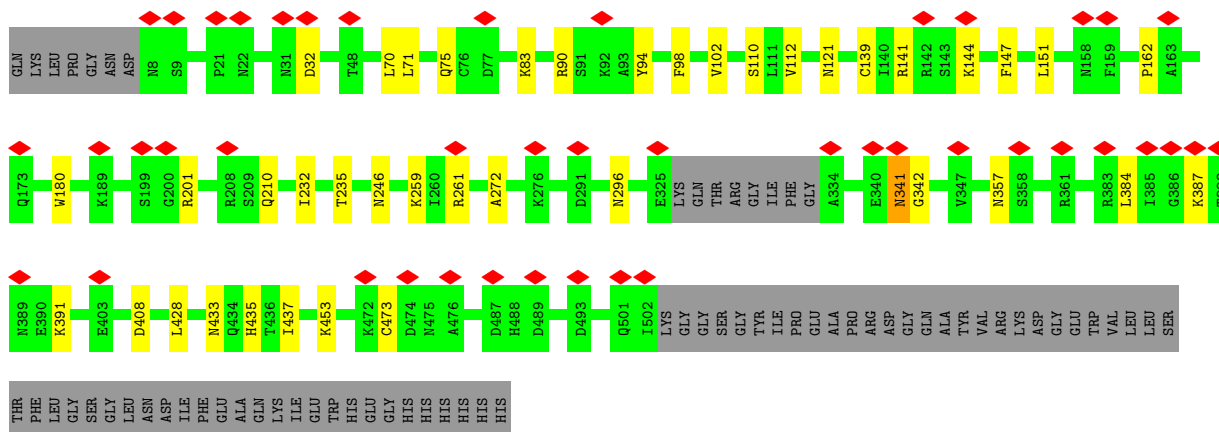 GLN LYS LEU PRO GLY ASN ASP N8 S9 P21 N22 N31 D32 T48 L70 L71 Q75 C76 D77 K83 R90 S91 K92 A93 Y94 F98 V102 S110 L111 V112 N121 C139 I140 R141 R142 S143 K144 F147 L151 N158 F159 P162 A163
Q173 W180 K189 S199 G200 R201 R208 S209 Q210 I232 T235 N246 K259 I260 R261 A272 K276 D291 N296 E325 LYS GLN THR ARG GLY ILE PHE GLY A334 E340 N341 G342 V347 N357 S358 R361 R383 L384 I385 G386 K387
N389 E390 K391 E403 D408 L428 N433 Q434 H435 T436 I437 K453 K472 C473 D474 N475 A476 D487 H488 D489 D493 Q501 I502 LYS GLY GLY SER GLY TYR ILE PRO GLU ALA PRO ARG ASP GLY GLN ALA TYR VAL ARG LYS ASP GLY GLU TRP VAL LEU LEU SER
THR PHE LEU GLY SER GLY LEU ASN ASP ILE PHE GLU ALA GLN LYS ILE GLU TRP HIS GLU GLY HIS HIS HIS HIS HIS HIS